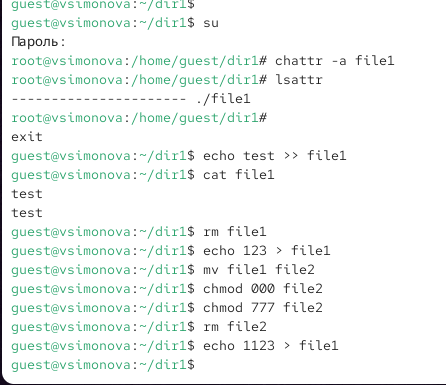 guest@vsimonova:~/dir1$
guest@vsimonova:~/dir1$ su
Пароль:
root@vsimonova:/home/guest/dir1# chattr -a file1
root@vsimonova:/home/guest/dir1# lsattr
---------------------- ./file1
root@vsimonova:/home/guest/dir1#
exit
guest@vsimonova:~/dir1$ echo test >> file1
guest@vsimonova:~/dir1$ cat file1
test
test
guest@vsimonova:~/dir1$ rm file1
guest@vsimonova:~/dir1$ echo 123 > file1
guest@vsimonova:~/dir1$ mv file1 file2
guest@vsimonova:~/dir1$ chmod 000 file2
guest@vsimonova:~/dir1$ chmod 777 file2
guest@vsimonova:~/dir1$ rm file2
guest@vsimonova:~/dir1$ echo 1123 > file1
guest@vsimonova:~/dir1$